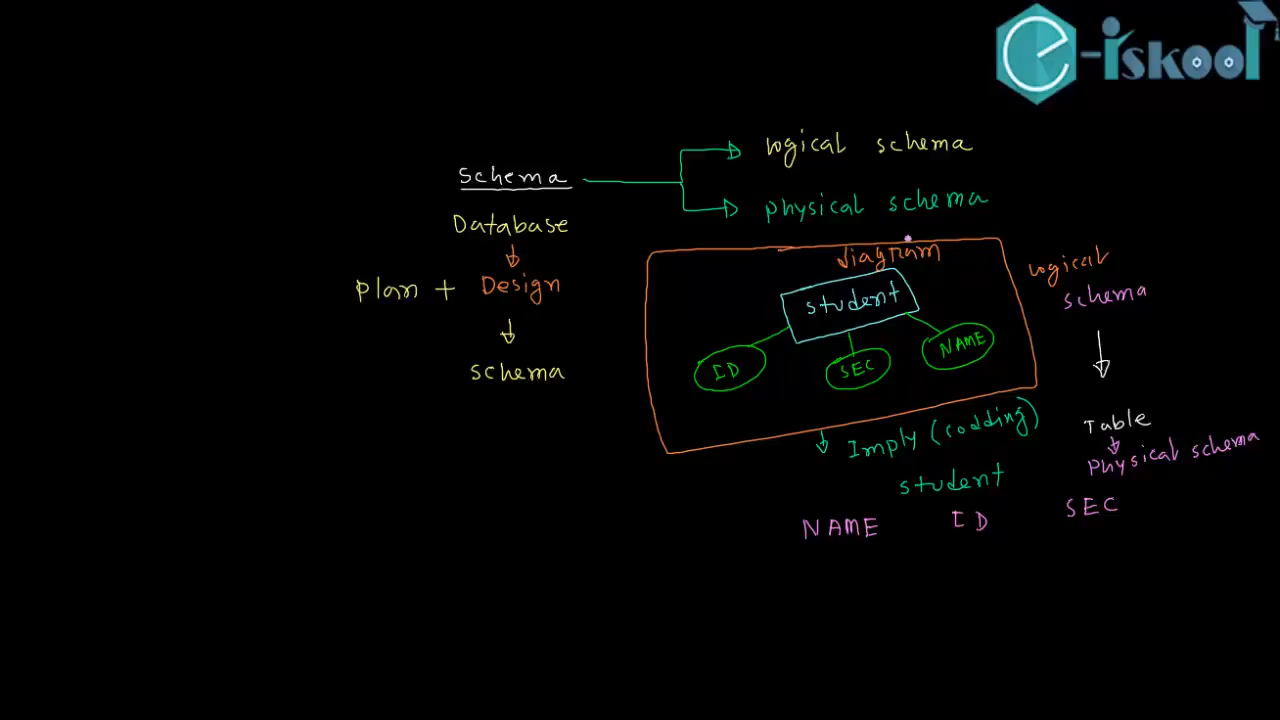 e-iskool
Schema
Database
Plan + Design
Schema
logical schema
physical schema
diagram
student
ID
SEC
NAME
logical
schema
Table
Physical schema
Imply (codding)
student
NAME ID SEC